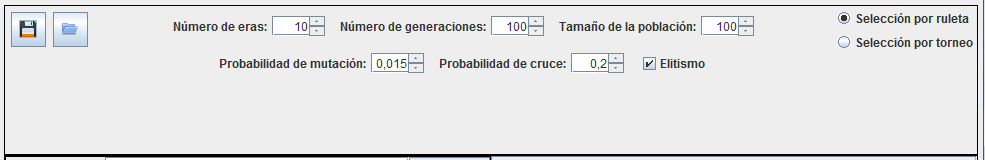 Número de eras: 10 Número de generaciones: 100 Tamaño de la población: 100
Selección por ruleta
Selección por torneo
Probabilidad de mutación: 0,015 Probabilidad de cruce: 0,2 Elitismo